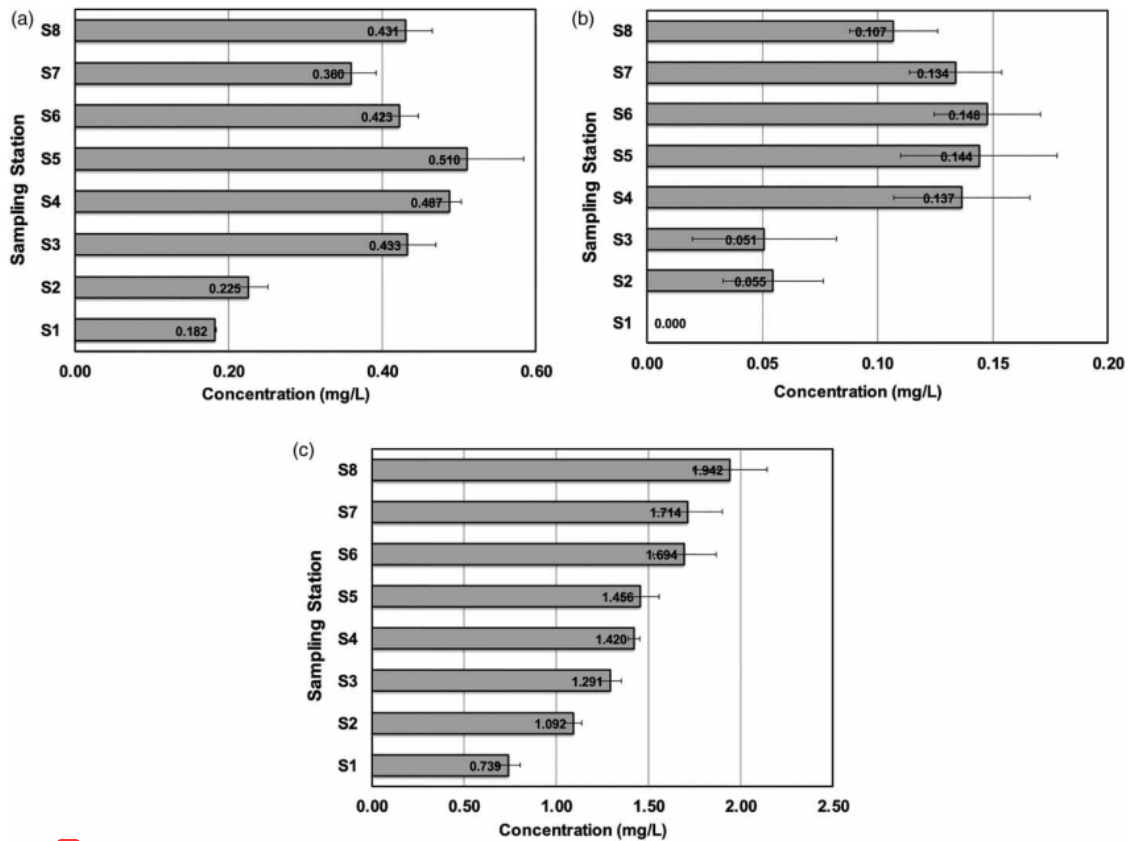 (a)
Sampling Station
S8 0.431
S7 0.360
S6 0.423
S5 0.510
S4 0.487
S3 0.433
S2 0.225
S1 0.182
0.00 0.20 0.40 0.60
Concentration (mg/L)
(b)
Sampling Station
S8 0.107
S7 0.134
S6 0.148
S5 0.144
S4 0.137
S3 0.051
S2 0.055
S1 0.000
0.00 0.05 0.10 0.15 0.20
Concentration (mg/L)
(c)
Sampling Station
S8 1.942
S7 1.714
S6 1.694
S5 1.456
S4 1.420
S3 1.291
S2 1.092
S1 0.739
0.00 0.50 1.00 1.50 2.00 2.50
Concentration (mg/L)